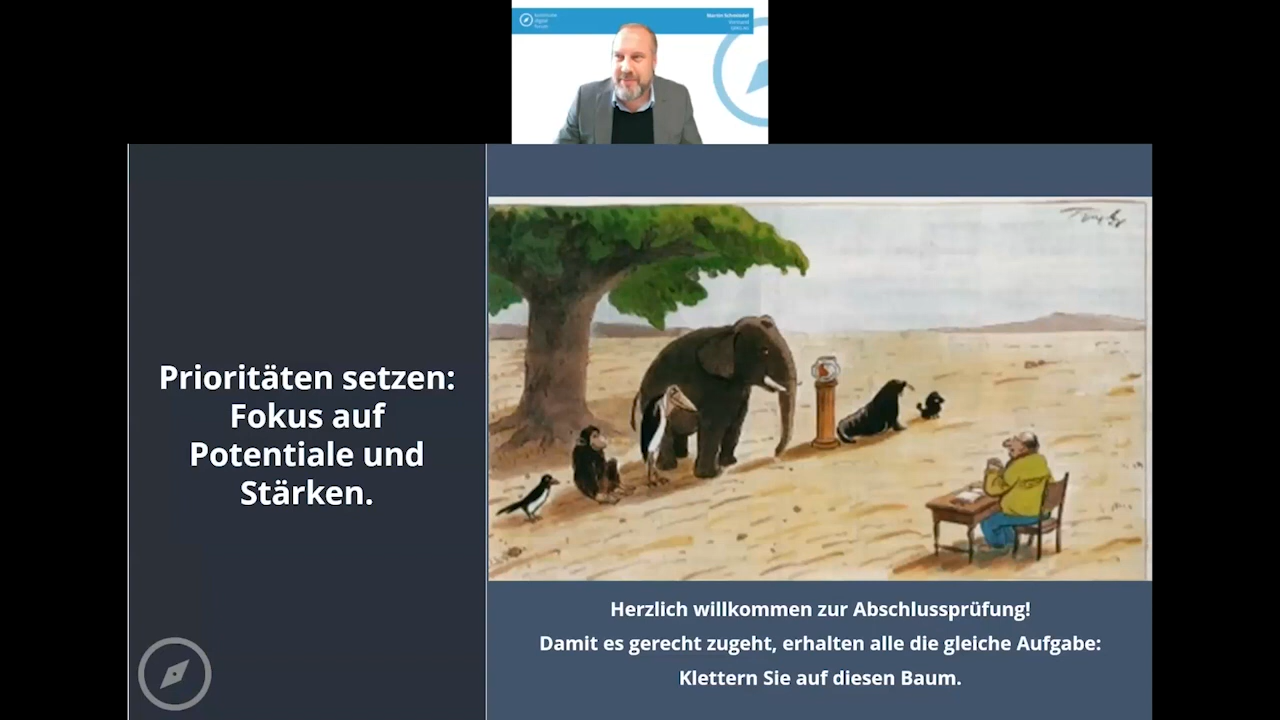 Prioritäten setzen:
Fokus auf
Potentiale und
Stärken.
Herzlich willkommen zur Abschlussprüfung!
Damit es gerecht zugeht, erhalten alle die gleiche Aufgabe:
Klettern Sie auf diesen Baum.